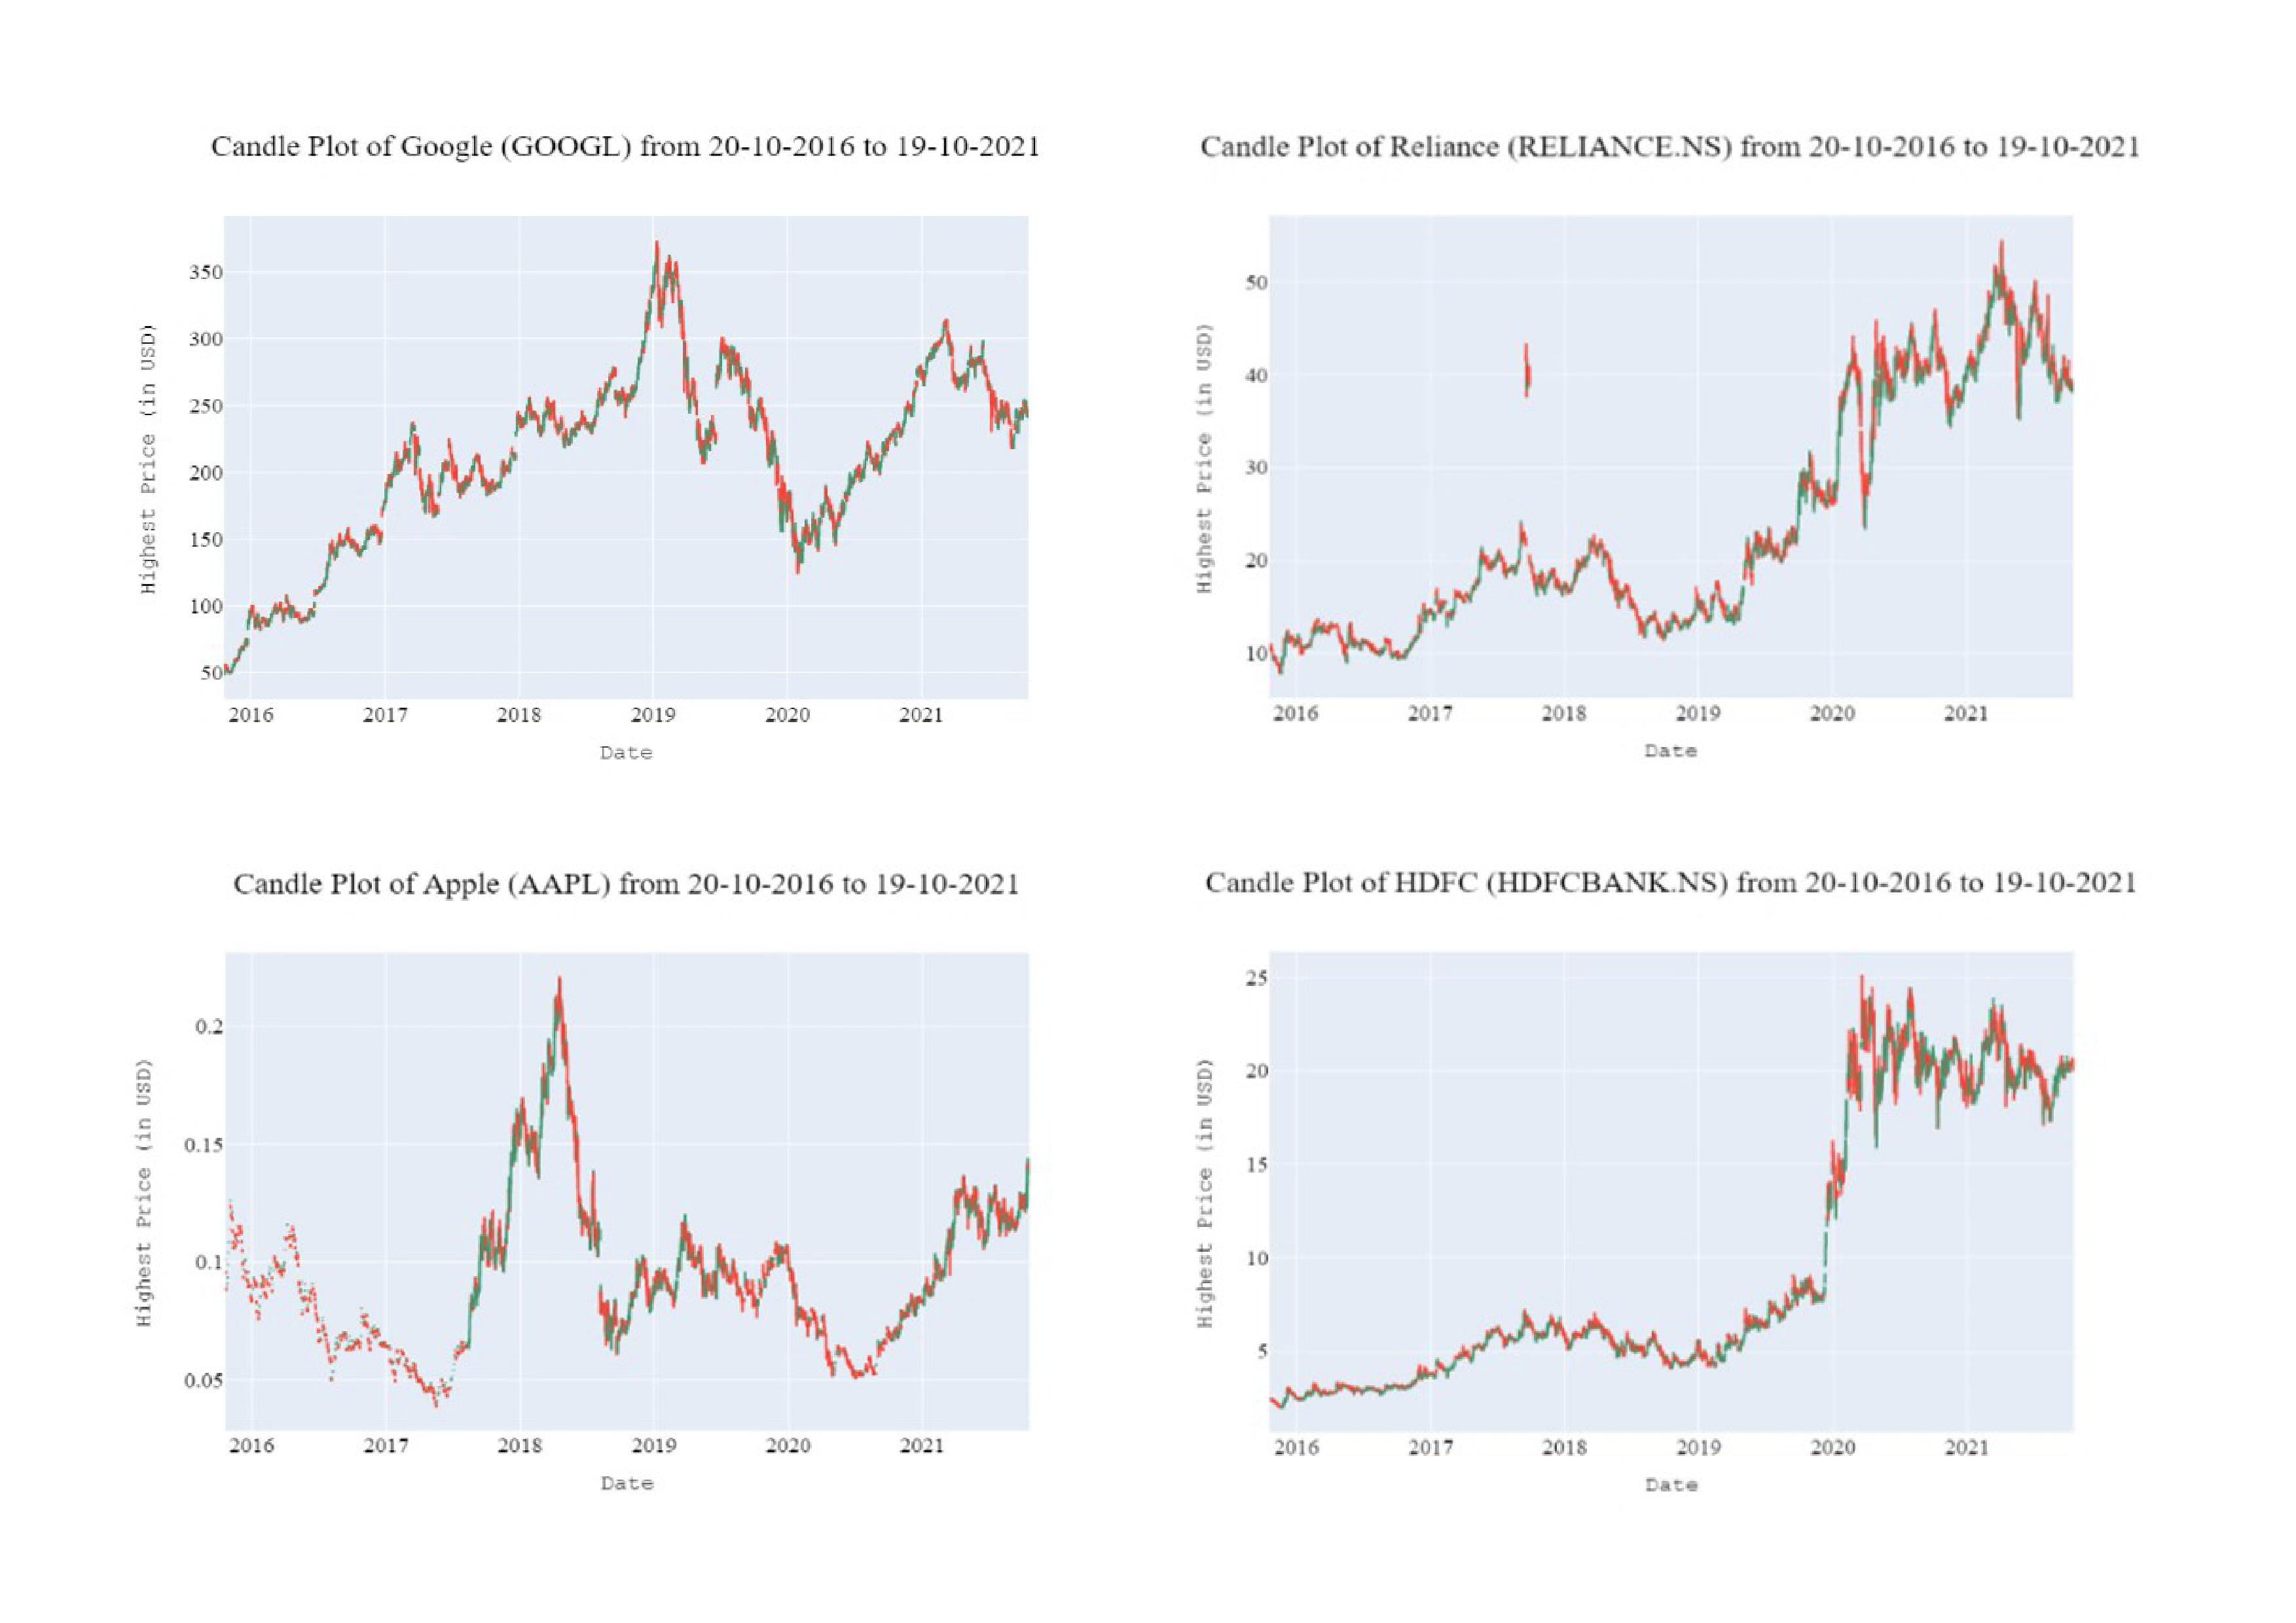 Candle Plot of Google (GOOGL) from 20-10-2016 to 19-10-2021
Highest Price (in USD)
350
300
250
200
150
100
50
2016 2017 2018 2019 2020 2021
Date
Candle Plot of Reliance (RELIANCE.NS) from 20-10-2016 to 19-10-2021
Highest Price (in USD)
50
40
30
20
10
2016 2017 2018 2019 2020 2021
Date
Candle Plot of Apple (AAPL) from 20-10-2016 to 19-10-2021
Highest Price (in USD)
0.2
0.15
0.1
0.05
2016 2017 2018 2019 2020 2021
Date
Candle Plot of HDFC (HDFCBANK.NS) from 20-10-2016 to 19-10-2021
Highest Price (in USD)
25
20
15
10
5
2016 2017 2018 2019 2020 2021
Date